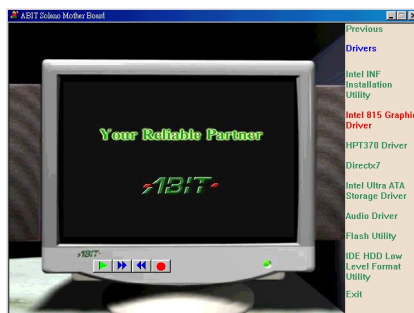 ABIT Solano Mother Board
Your Reliable Partner
ABIT
ABIT
Previous
Drivers
Intel INF
Installation
Utility
Intel 815 Graphic
Driver
HPT370 Driver
Directx7
Intel Ultra ATA
Storage Driver
Audio Driver
Flash Utility
IDE HDD Low
Level Format
Utility
Exit